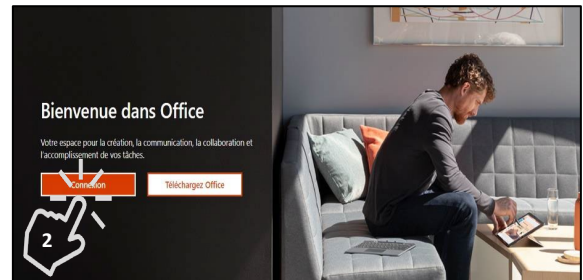 Bienvenue dans Office
Votre espace pour la création, la communication, la collaboration et
l'accomplissement de vos tâches.
Connexion Téléchargez Office
2